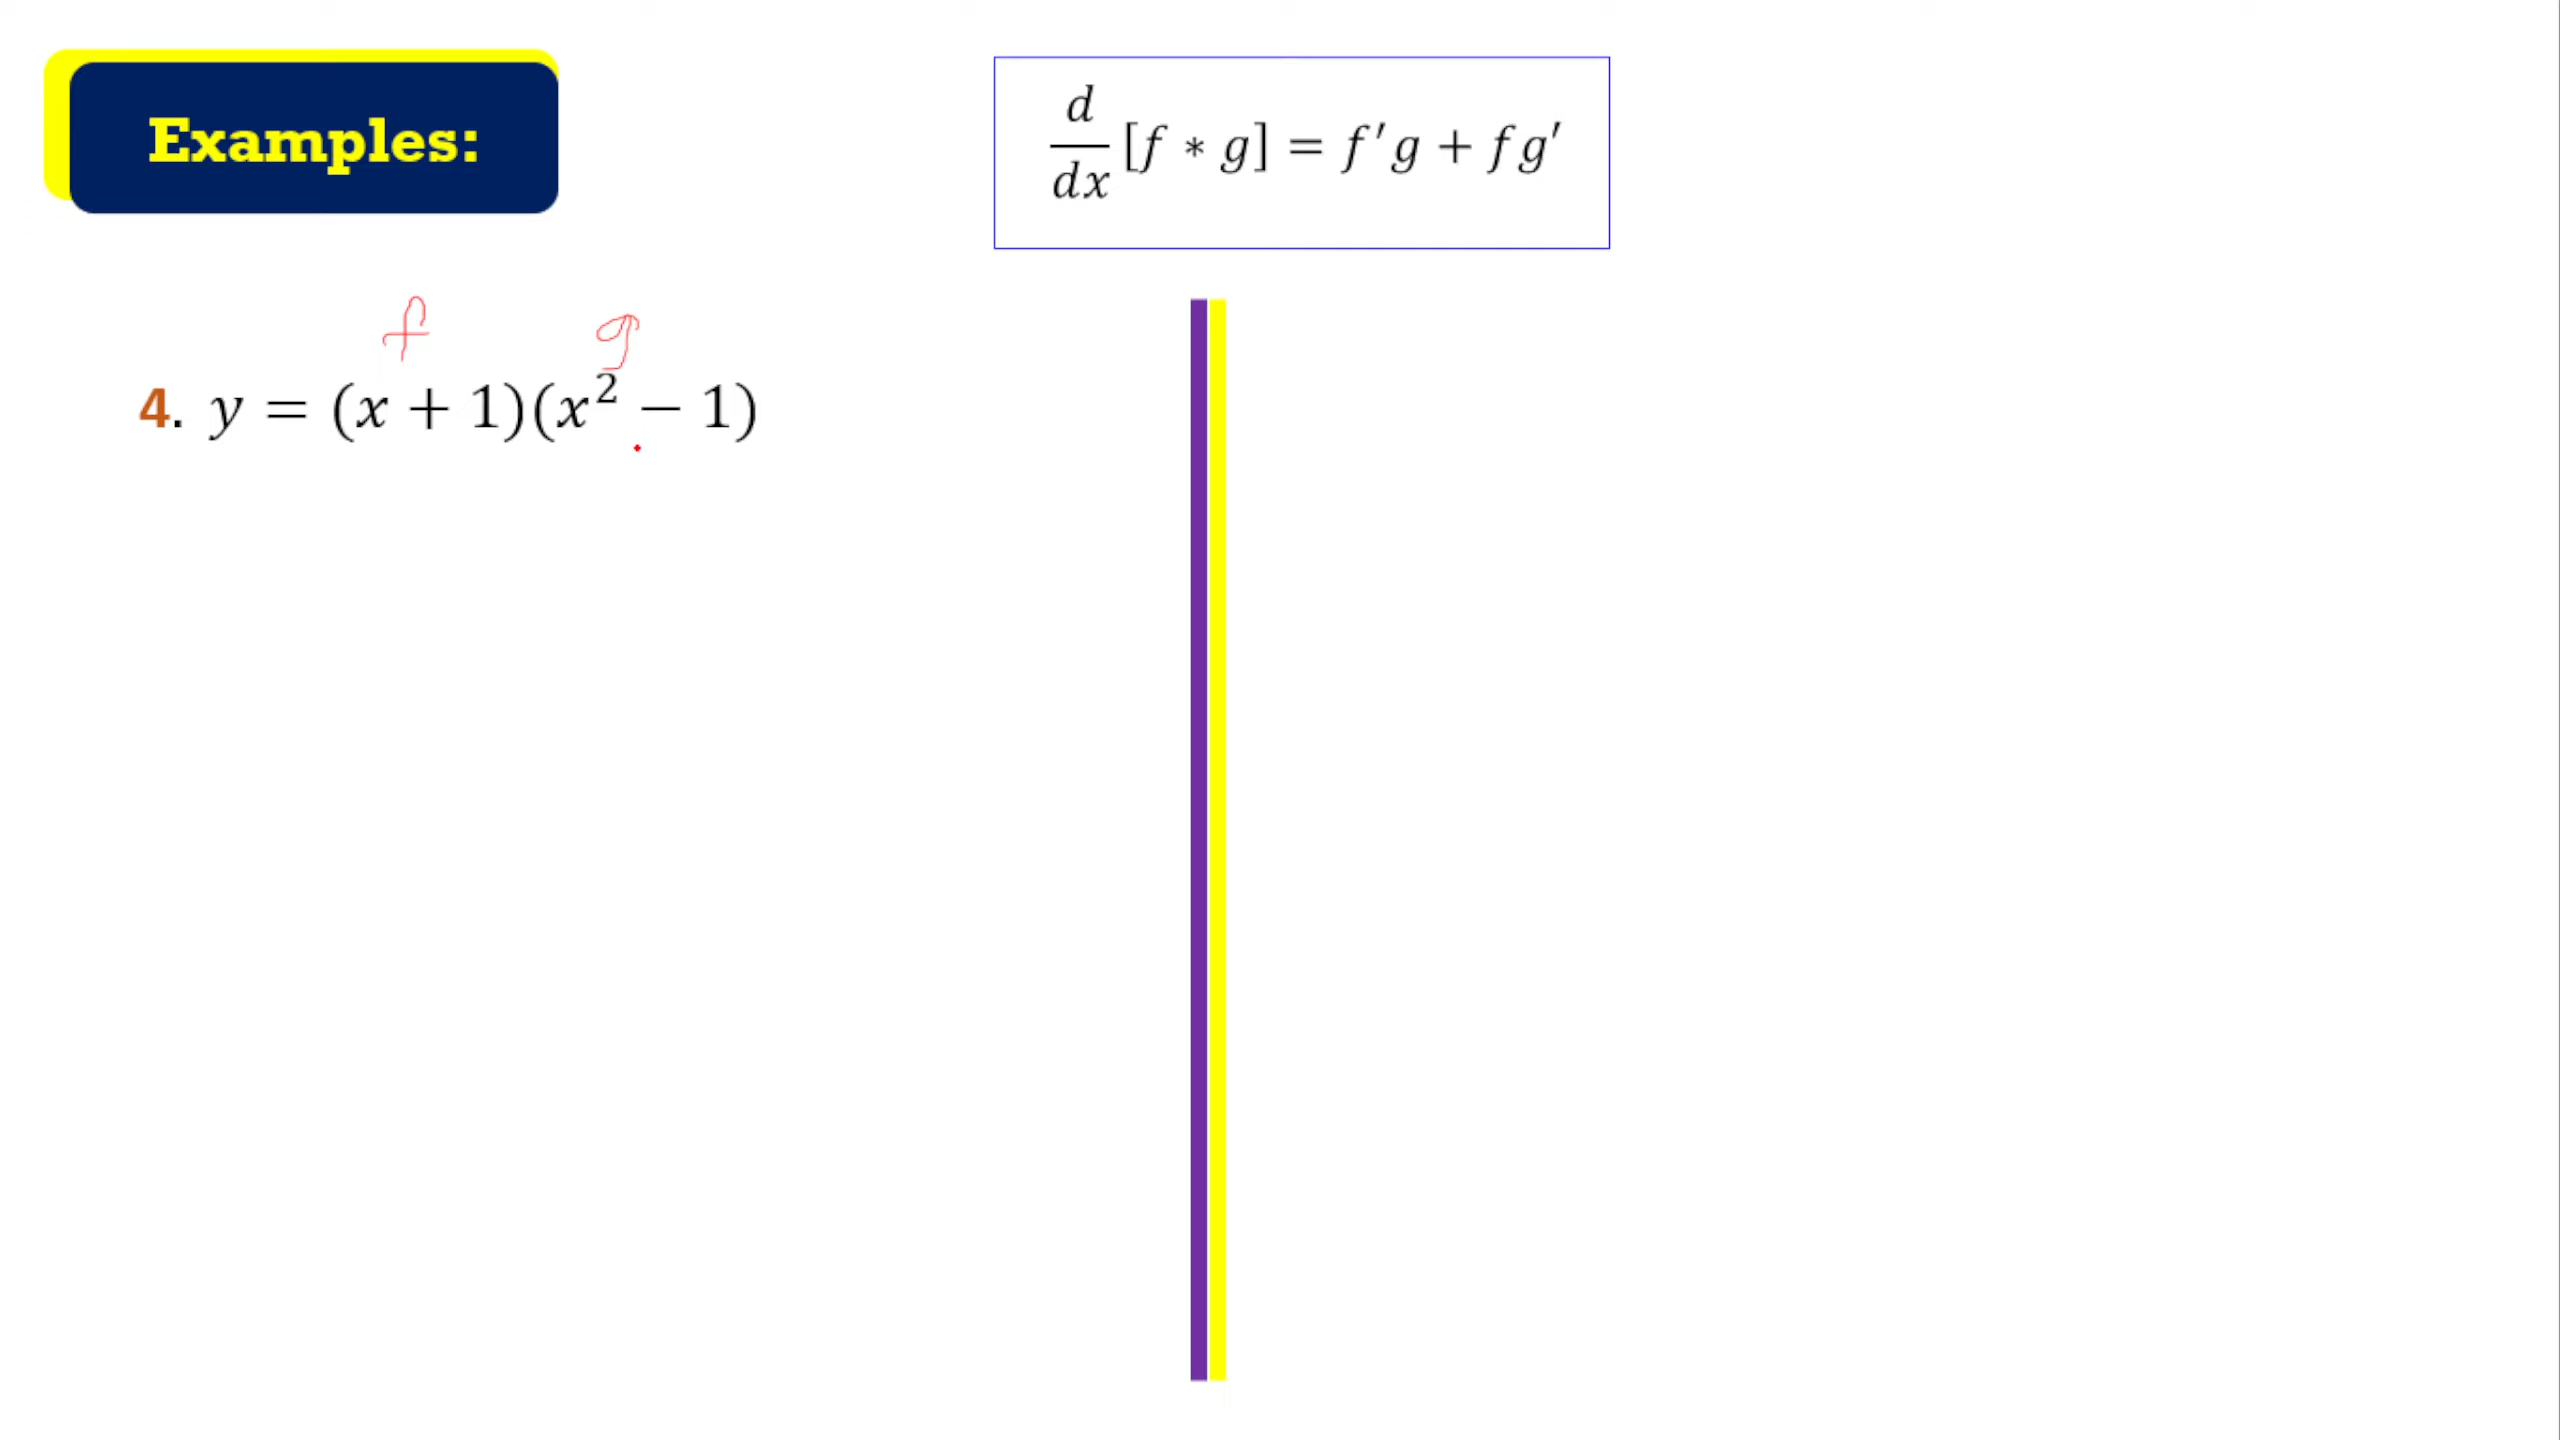 Examples:
d/dx [f ∗ g] = f′g + fg′
f g
4. y = (x + 1)(x² − 1)